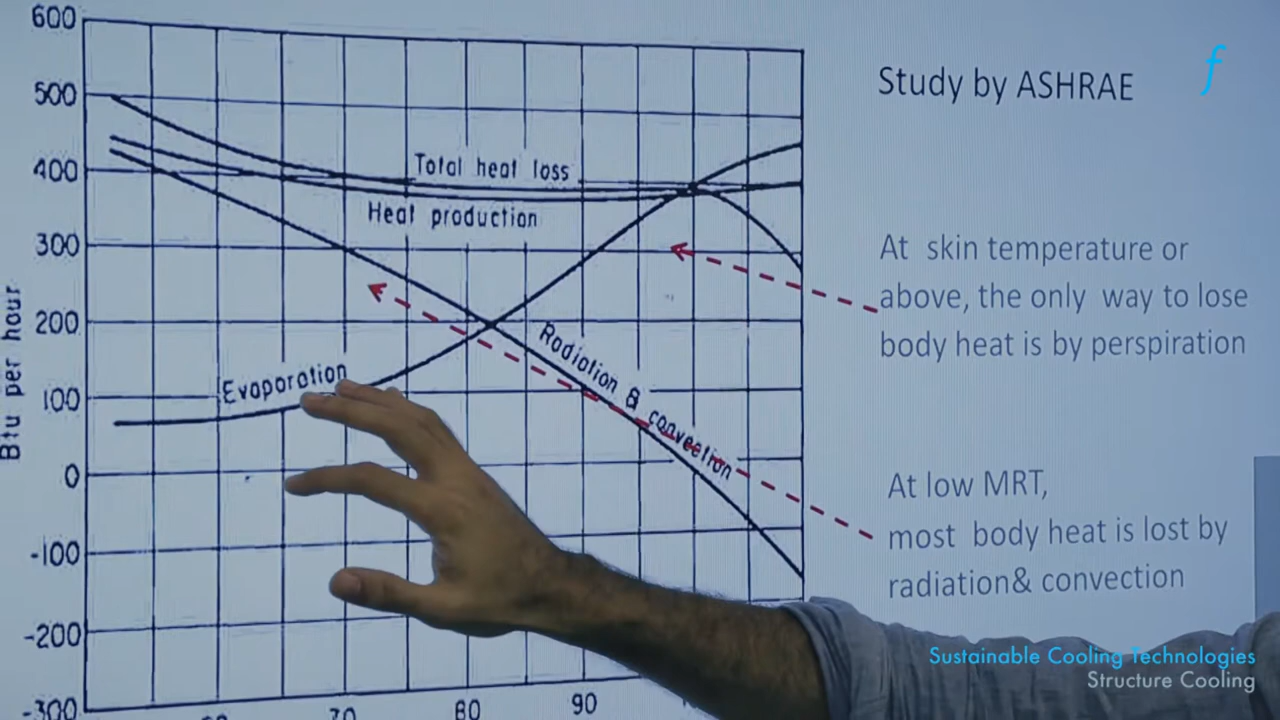 600
500
400
300
200
100
0
-100
-200
-300
Btu per hour
70
80
90
Total heat loss
Heat production
Evaporation
Radiation & convection
Study by ASHRAE
f
At skin temperature or
above, the only way to lose
body heat is by perspiration
At low MRT,
most body heat is lost by
radiation& convection
Sustainable Cooling Technologies
Structure Cooling